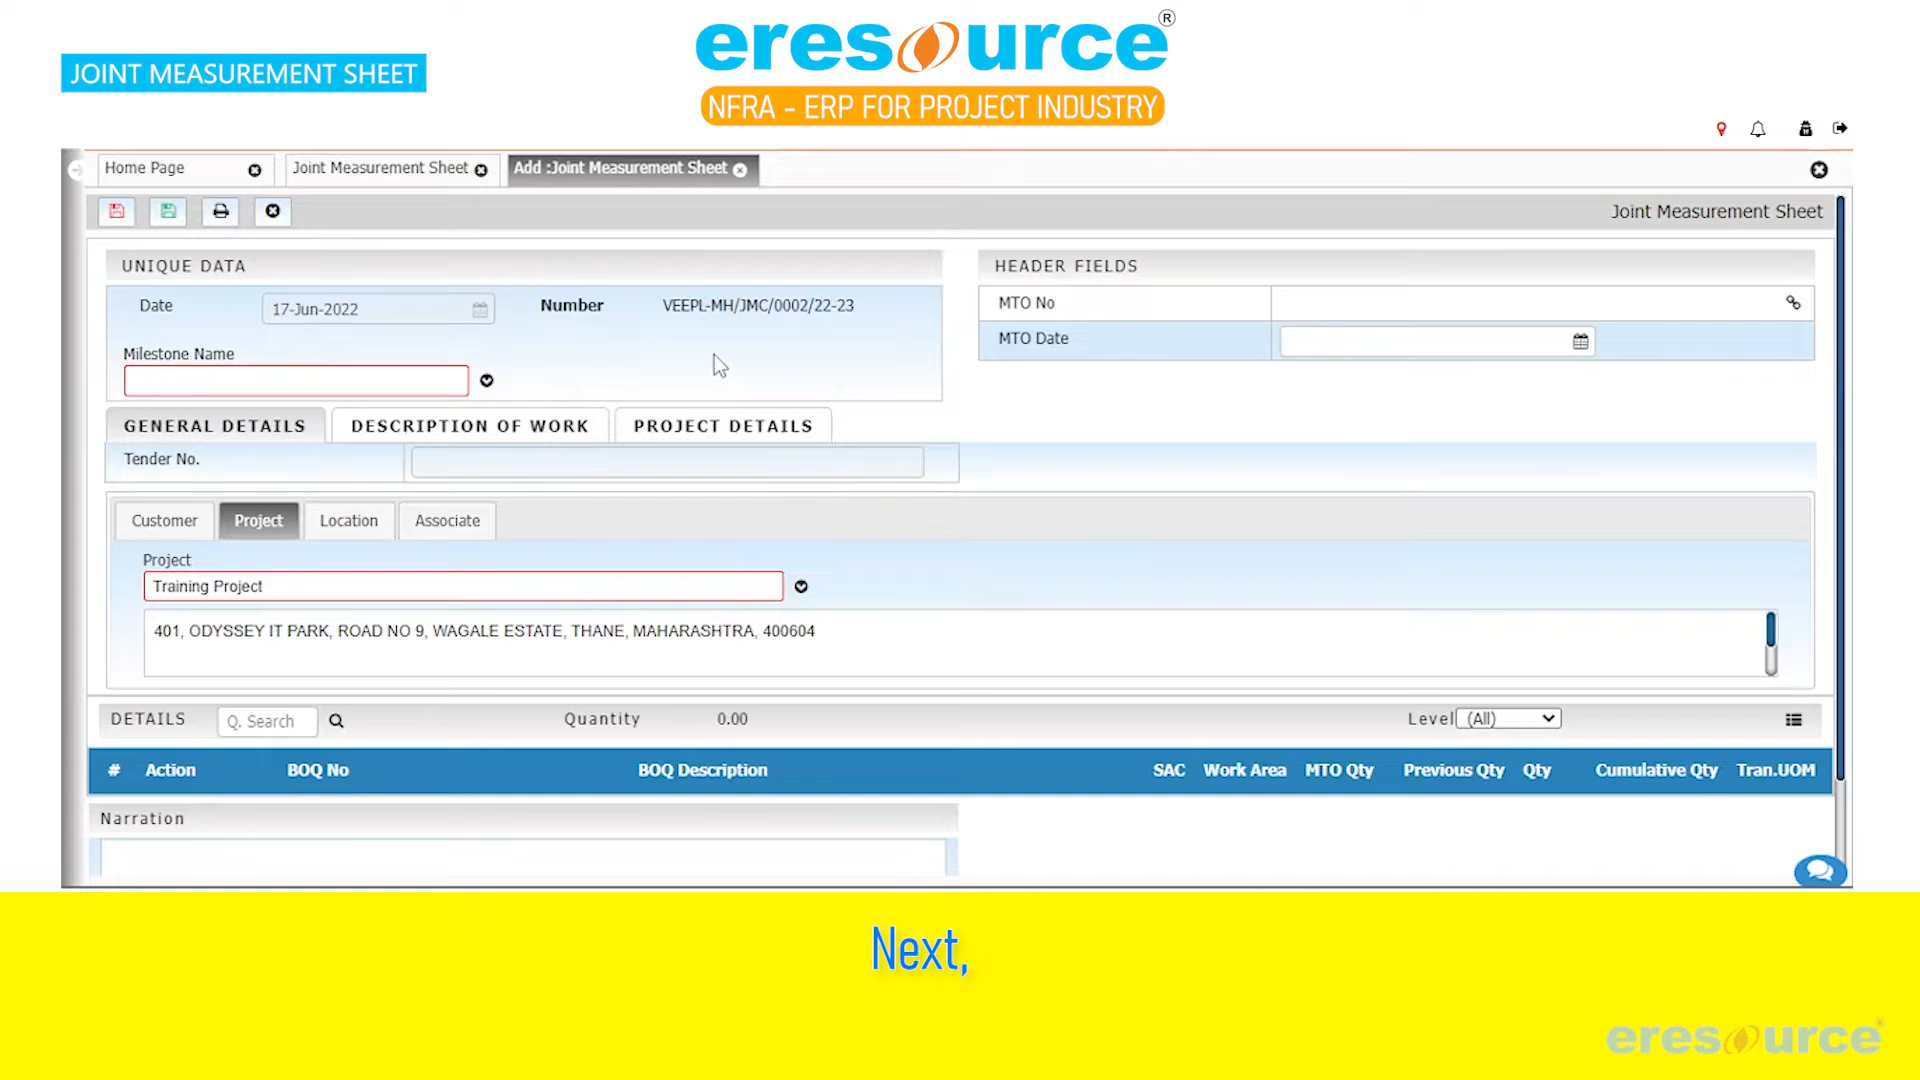 JOINT MEASUREMENT SHEET
eresource®
NFRA - ERP FOR PROJECT INDUSTRY
Home Page
Joint Measurement Sheet
Add :Joint Measurement Sheet
Joint Measurement Sheet
UNIQUE DATA
Date
17-Jun-2022
Number
VEEPL-MH/JMC/0002/22-23
Milestone Name
HEADER FIELDS
MTO No
MTO Date
GENERAL DETAILS
DESCRIPTION OF WORK
PROJECT DETAILS
Tender No.
Customer
Project
Location
Associate
Project
Training Project
401, ODYSSEY IT PARK, ROAD NO 9, WAGALE ESTATE, THANE, MAHARASHTRA, 400604
DETAILS
Q. Search
Quantity
0.00
Level
(All)
# Action BOQ No BOQ Description SAC Work Area MTO Qty Previous Qty Qty Cumulative Qty Tran.UOM
Narration
Next,
eresource®